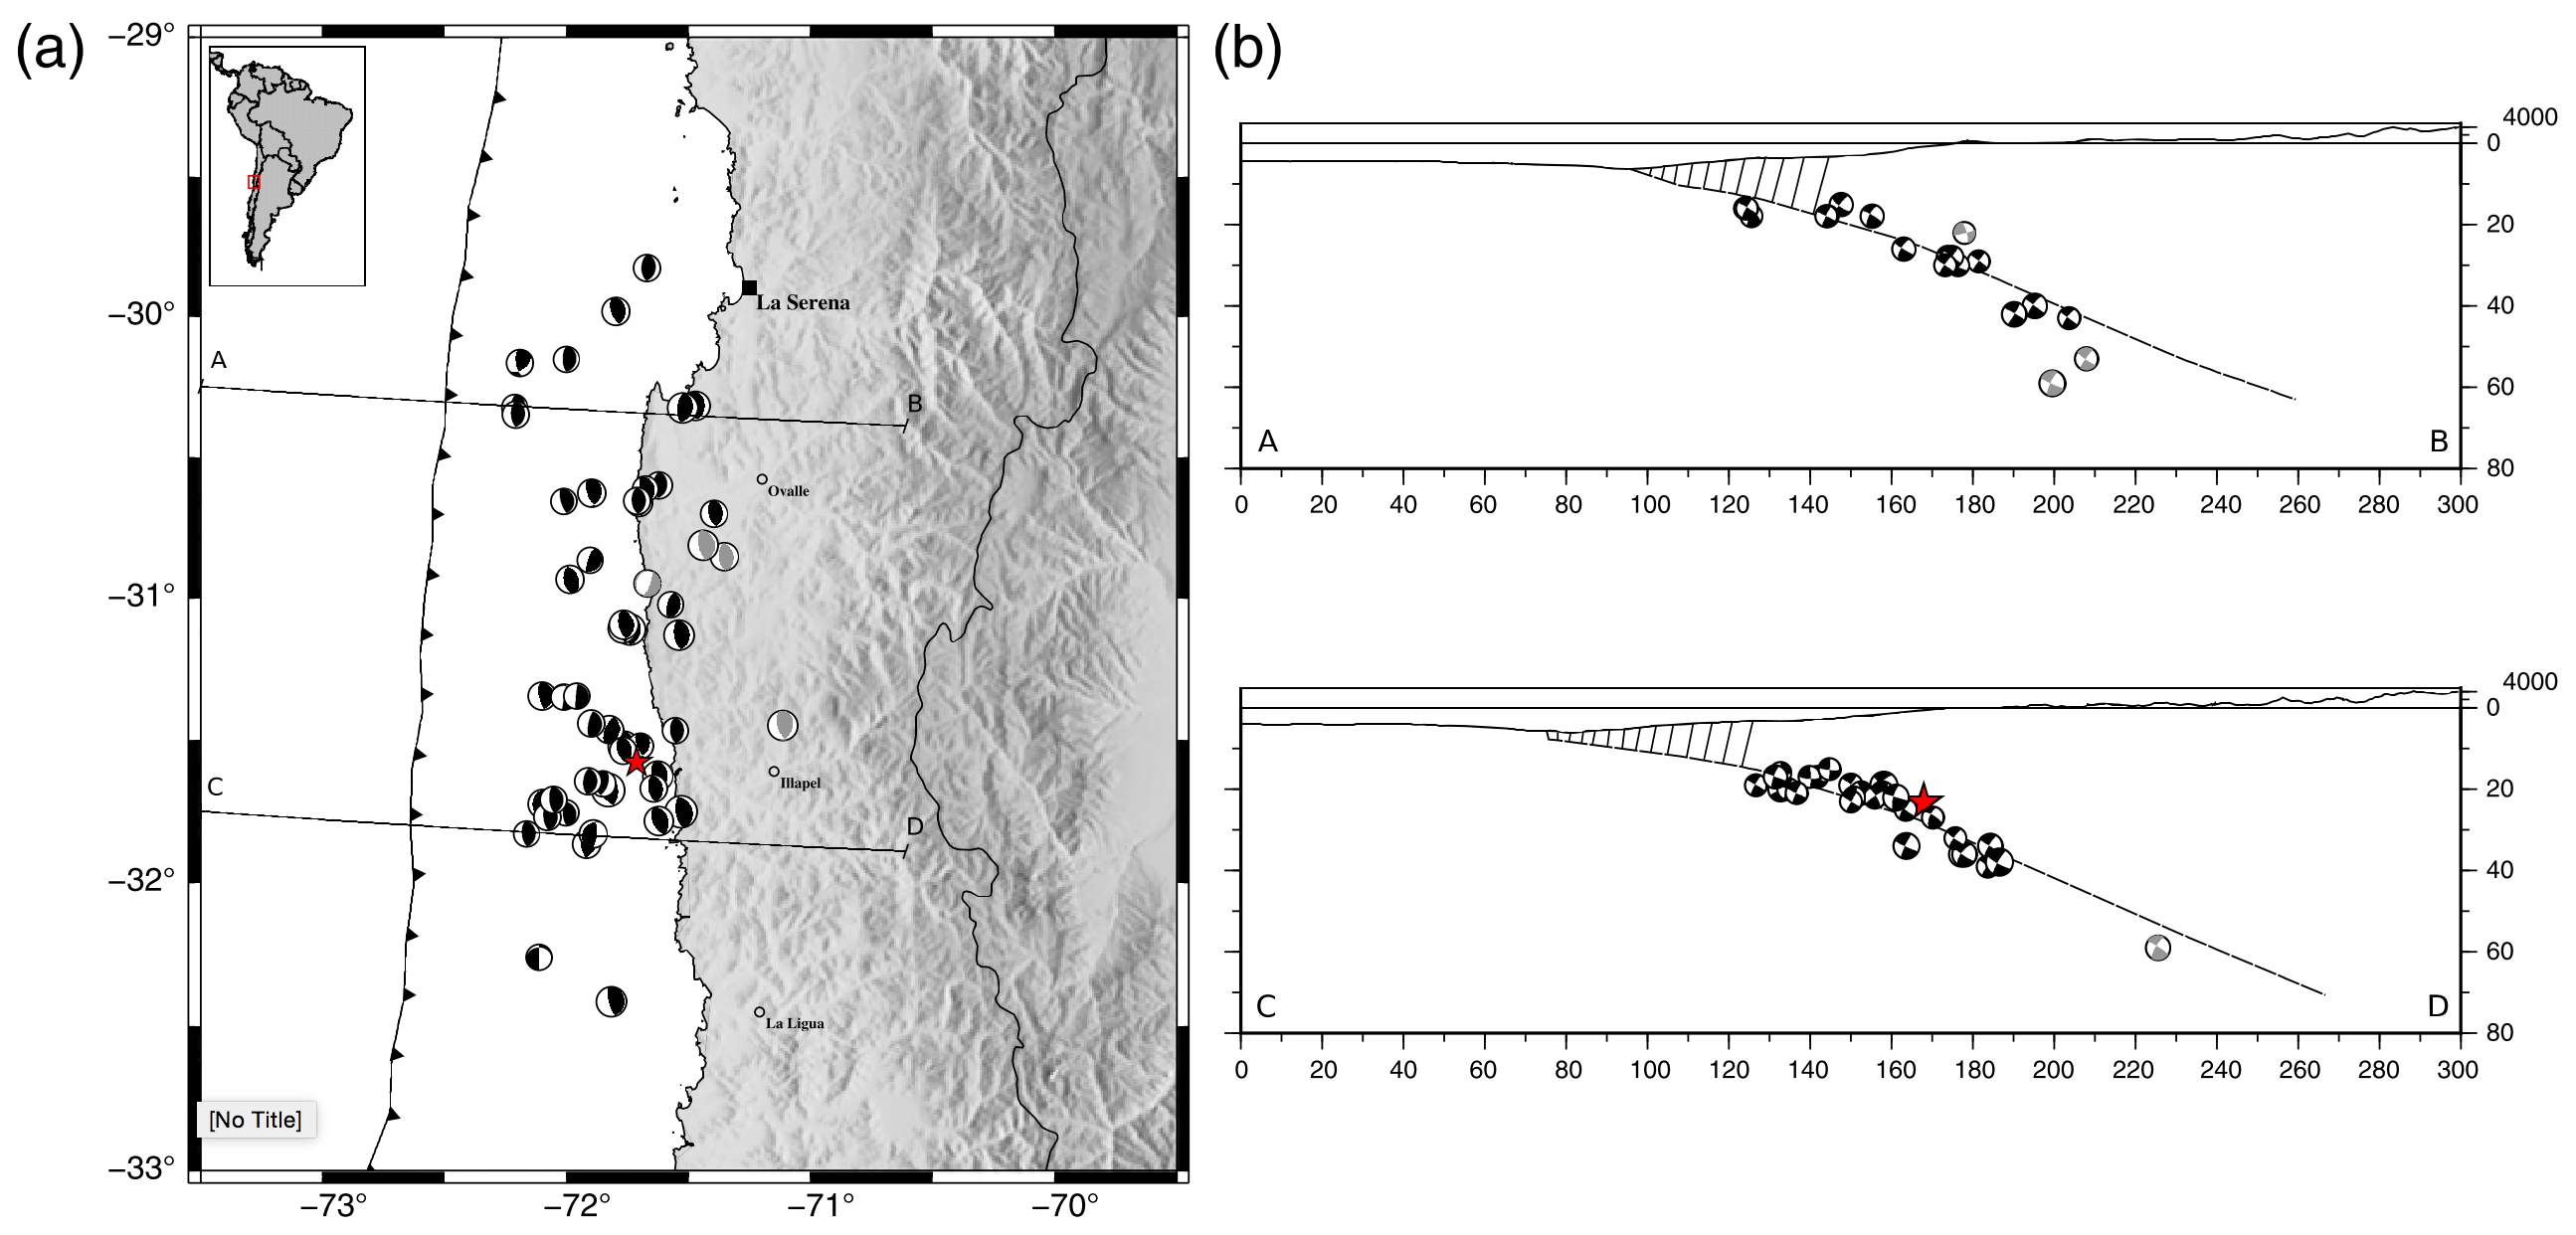 (a)
−29°
−30°
−31°
−32°
−33°
−73°
−72°
−71°
−70°
A
B
C
D
La Serena
Ovalle
Illapel
La Ligua
[No Title]
(b)
4000
0
20
40
60
80
A
B
0 20 40 60 80 100 120 140 160 180 200 220 240 260 280 300
4000
0
20
40
60
80
C
D
0 20 40 60 80 100 120 140 160 180 200 220 240 260 280 300